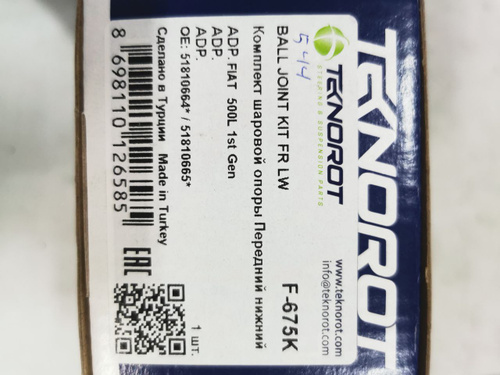 TEKNOROT
544
TEKNOROT
STEERING & SUSPENSION PARTS
www.teknorot.com
info@teknorot.com
BALL JOINT KIT FR LW
F-675K
Комплект шаровой опоры Передний нижний
ADP. FIAT 500L 1st Gen
ADP.
ADP.
OE: 51810664* / 51810665*
Сделано в Турции Made in Turkey
1 шт.
8 698110 126585
EAC